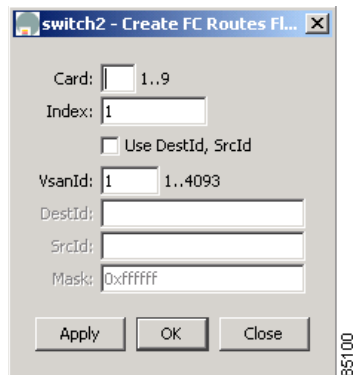 switch2 - Create FC Routes Fl...
Card: 1..9
Index: 1
Use DestId, SrcId
VsanId: 1 1..4093
DestId:
SrcId:
Mask: 0xffffff
Apply OK Close